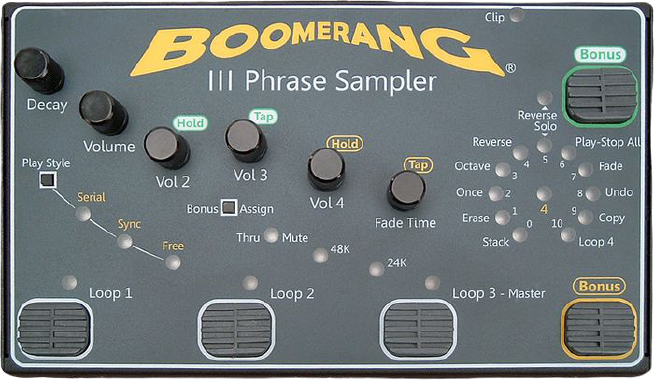 Clip
BOOMERANG®
III Phrase Sampler
Bonus
Decay
Volume
Hold
Vol 2
Tap
Vol 3
Hold
Vol 4
Tap
Fade Time
Play Style
Serial
Sync
Free
Bonus Assign
Thru Mute
48K
24K
Reverse
Solo
Reverse 4 5 6 Play-Stop All
Octave 3 7 Fade
Once 2 8 Undo
4
Erase 1 9 Copy
Stack 0 10 Loop 4
Loop 1
Loop 2
Loop 3 - Master
Bonus